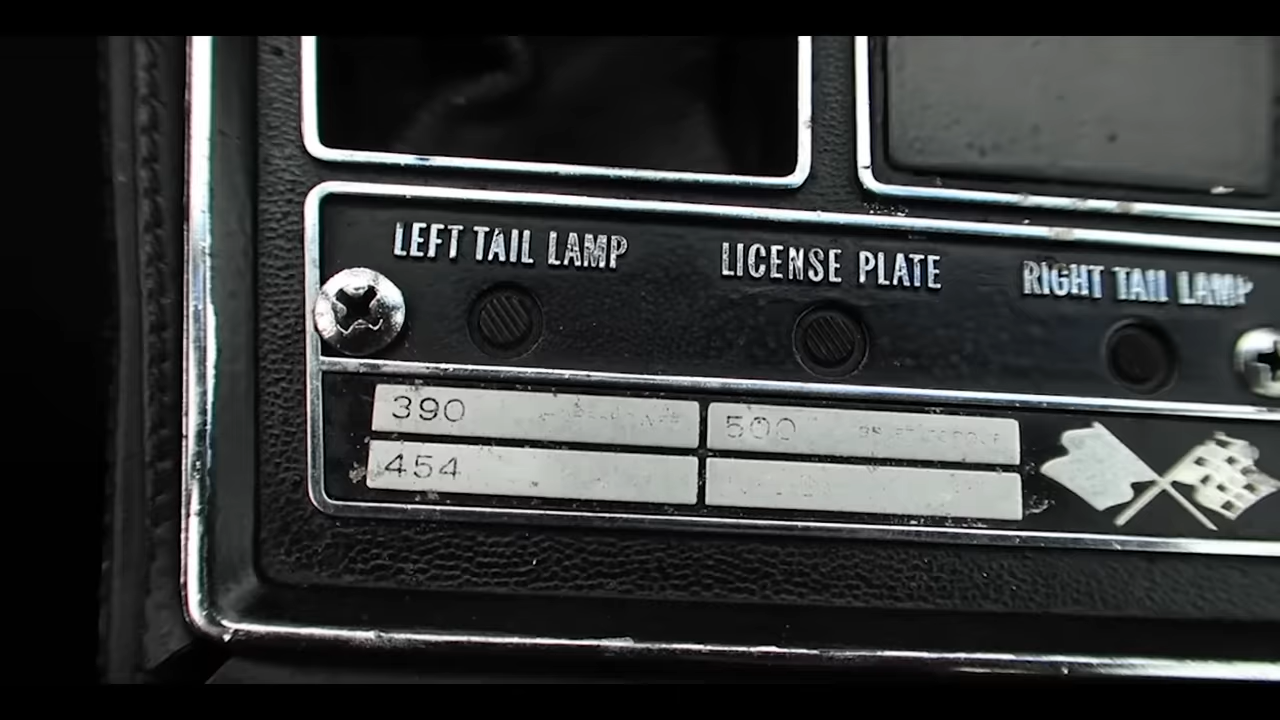 LEFT TAIL LAMP
LICENSE PLATE
RIGHT TAIL LAMP
390
500
454